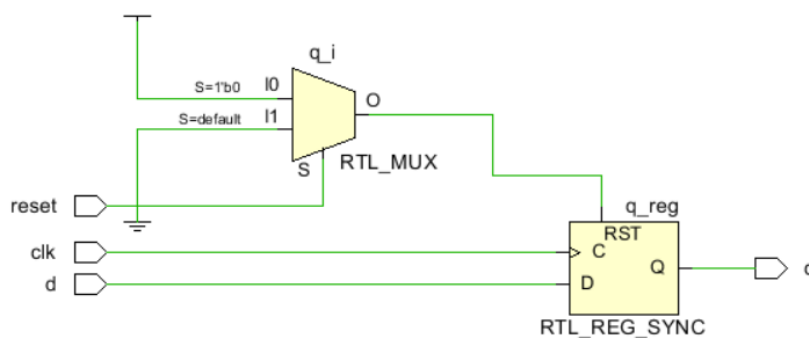 q_i
S=1'b0 I0
O
S=default I1
S
RTL_MUX
reset
q_reg
RST
clk
C
Q
d
D
RTL_REG_SYNC